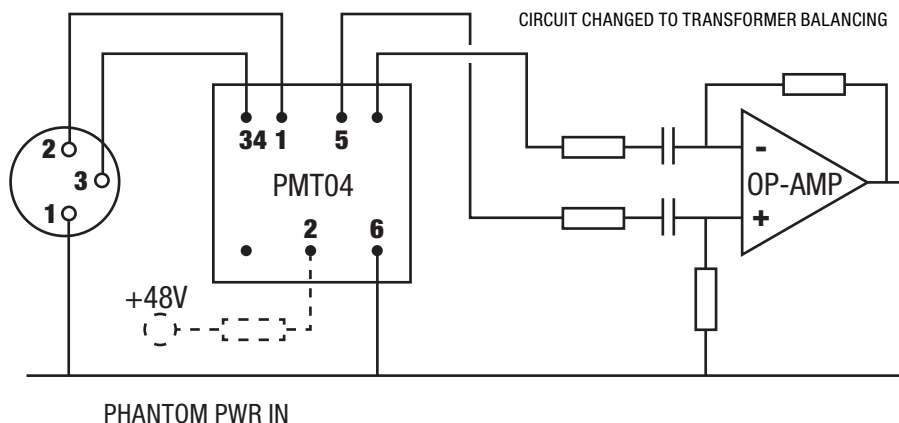 CIRCUIT CHANGED TO TRANSFORMER BALANCING
34 1 5
2
3
1
PMT04
-
OP-AMP
+
2 6
+48V
PHANTOM PWR IN